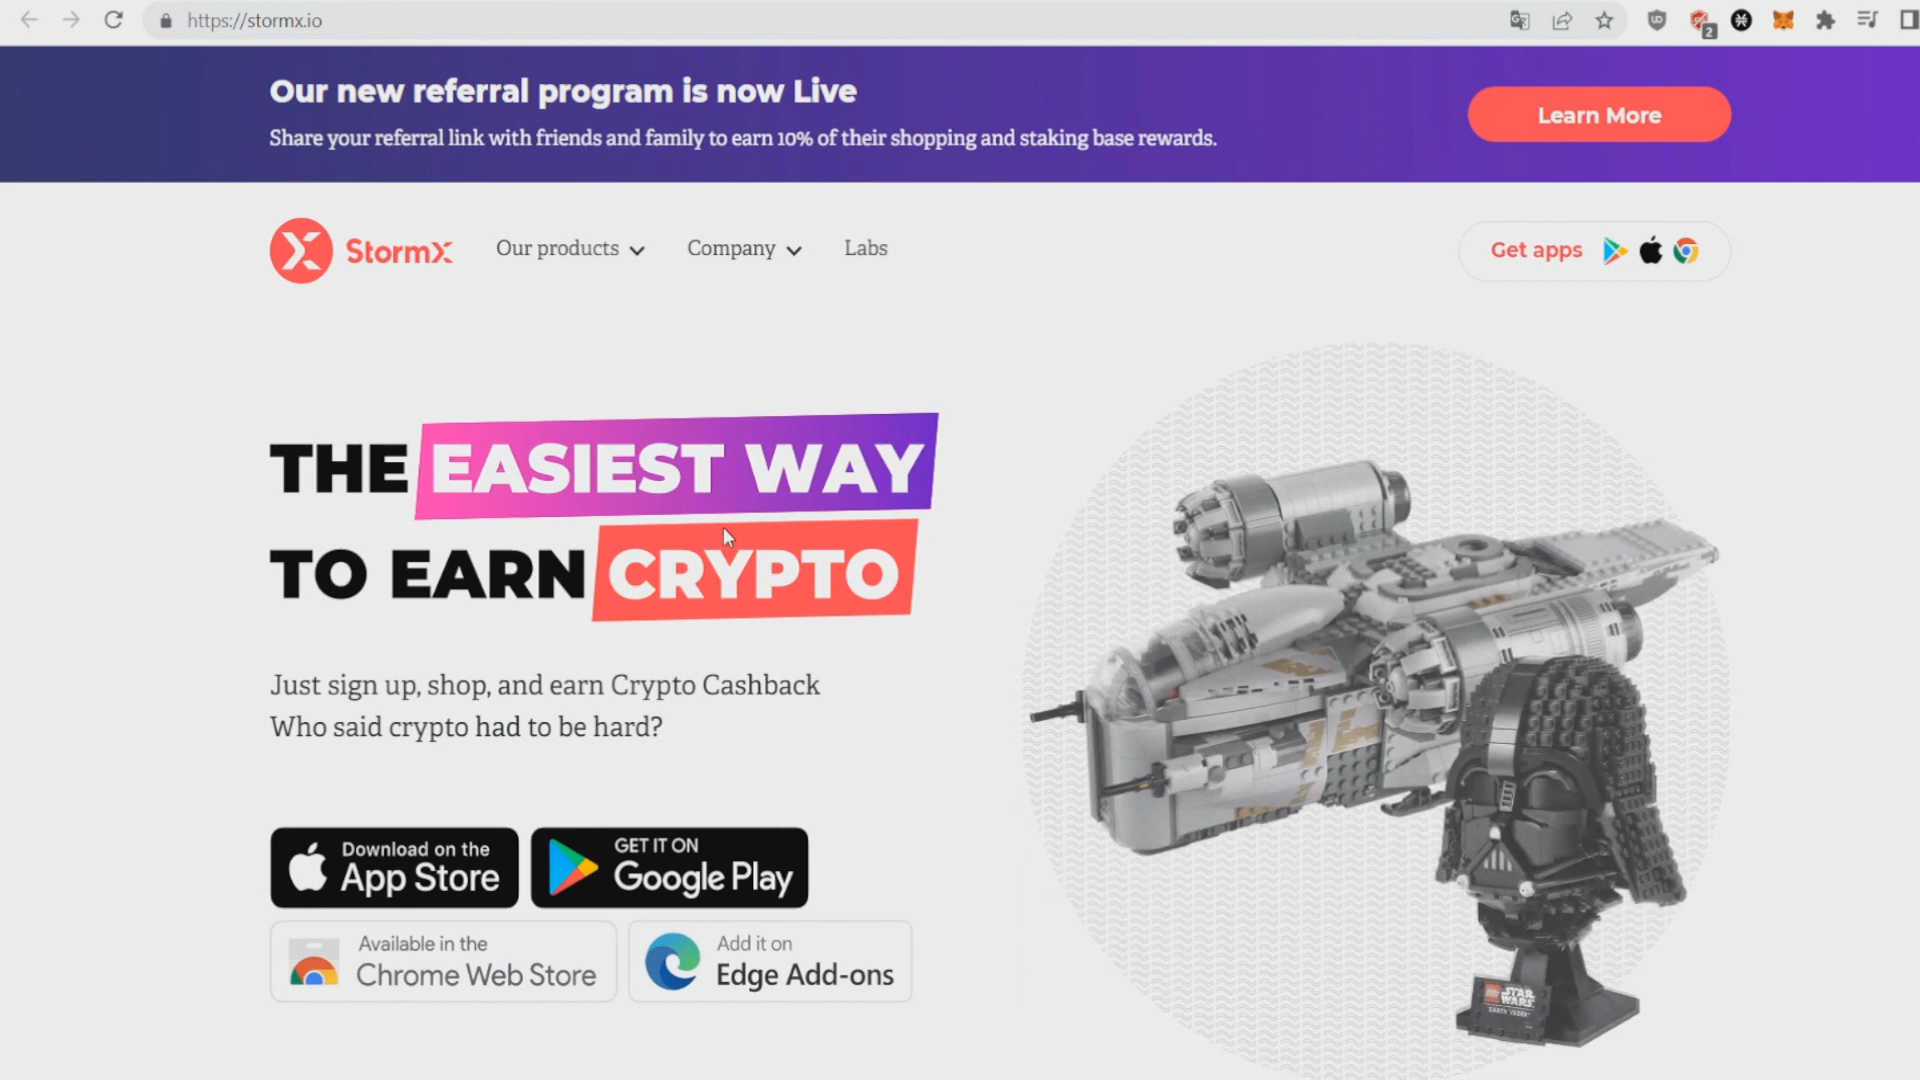 https://stormx.io
2
Our new referral program is now Live
Share your referral link with friends and family to earn 10% of their shopping and staking base rewards.
Learn More
StormX
Our products
Company
Labs
Get apps
THE EASIEST WAY
TO EARN CRYPTO
Just sign up, shop, and earn Crypto Cashback
Who said crypto had to be hard?
Download on the
App Store
GET IT ON
Google Play
Available in the
Chrome Web Store
Add it on
Edge Add-ons
LEGO
STAR
WARS
DARTH VADER